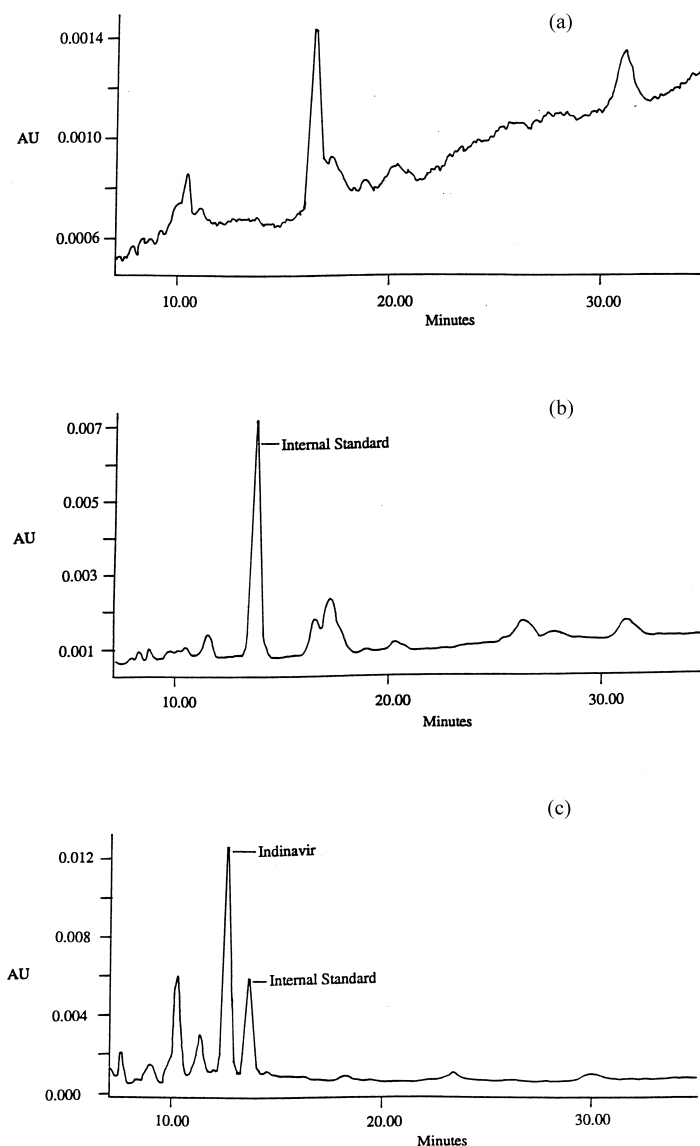 (a)
0.0014
AU
0.0010
0.0006
10.00
20.00
30.00
Minutes
(b)
0.007
Internal Standard
0.005
AU
0.003
0.001
10.00
20.00
30.00
Minutes
(c)
0.012
Indinavir
0.008
AU
Internal Standard
0.004
0.000
10.00
20.00
30.00
Minutes